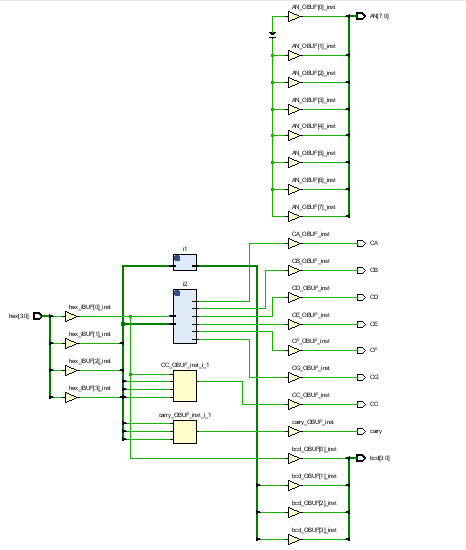 AN_OBUF[0]_inst
AN[7:0]
AN_OBUF[1]_inst
AN_OBUF[2]_inst
AN_OBUF[3]_inst
AN_OBUF[4]_inst
AN_OBUF[5]_inst
AN_OBUF[6]_inst
AN_OBUF[7]_inst
CA_OBUF_inst
CA
i1
CB_OBUF_inst
CB
i2
CD_OBUF_inst
CD
hex[3:0]
hex_IBUF[0]_inst
CE_OBUF_inst
CE
hex_IBUF[1]_inst
CF_OBUF_inst
CF
hex_IBUF[2]_inst
CC_OBUF_inst_i_1
CG_OBUF_inst
CG
hex_IBUF[3]_inst
CC_OBUF_inst
CC
carry_OBUF_inst_i_1
carry_OBUF_inst
carry
bcd_OBUF[0]_inst
bcd[3:0]
bcd_OBUF[1]_inst
bcd_OBUF[2]_inst
bcd_OBUF[3]_inst